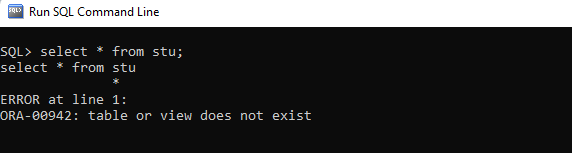 Run SQL Command Line
SQL> select * from stu;
select * from stu
              *
ERROR at line 1:
ORA-00942: table or view does not exist